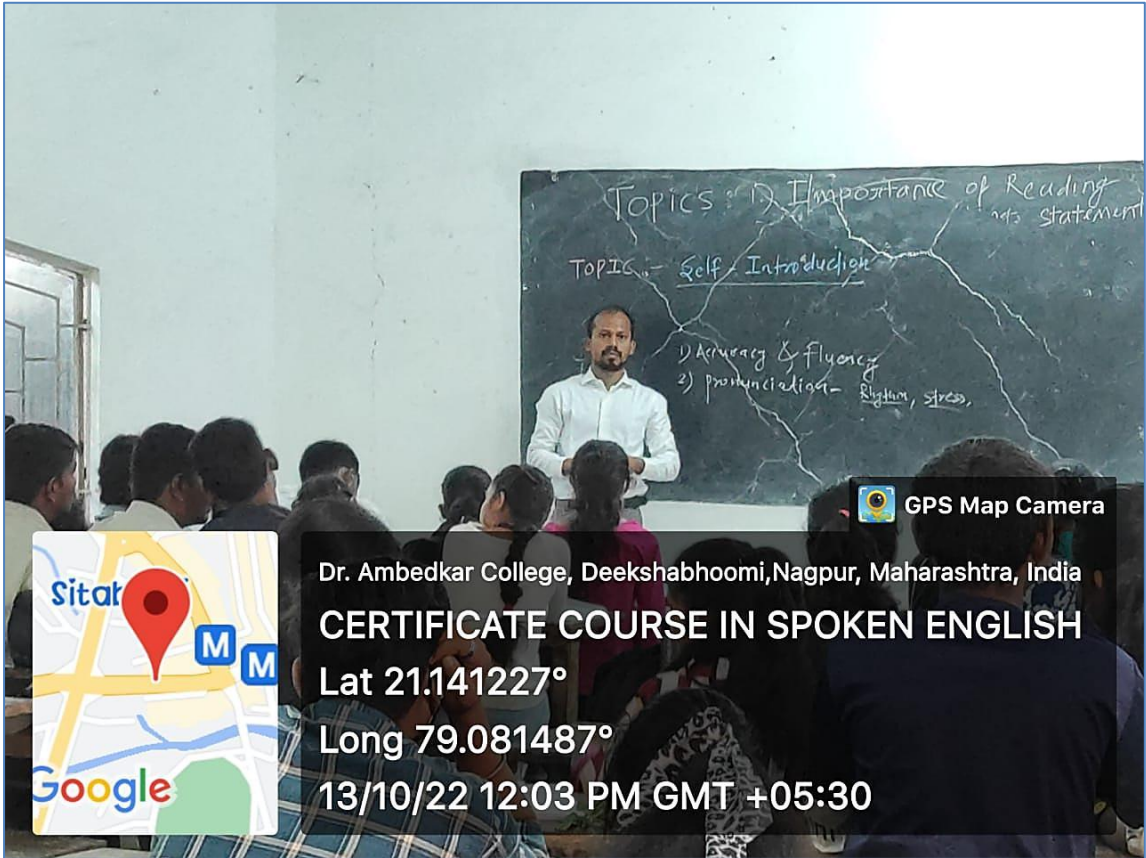 Topics: 1) Importance of Reading
statement
TOPIC :- Self - Introduction
1) Accuracy & Fluency
2) pronunciation- Rhythm, stress,
GPS Map Camera
Dr. Ambedkar College, Deekshabhoomi,Nagpur, Maharashtra, India
CERTIFICATE COURSE IN SPOKEN ENGLISH
Lat 21.141227°
Long 79.081487°
13/10/22 12:03 PM GMT +05:30
M
M
Google